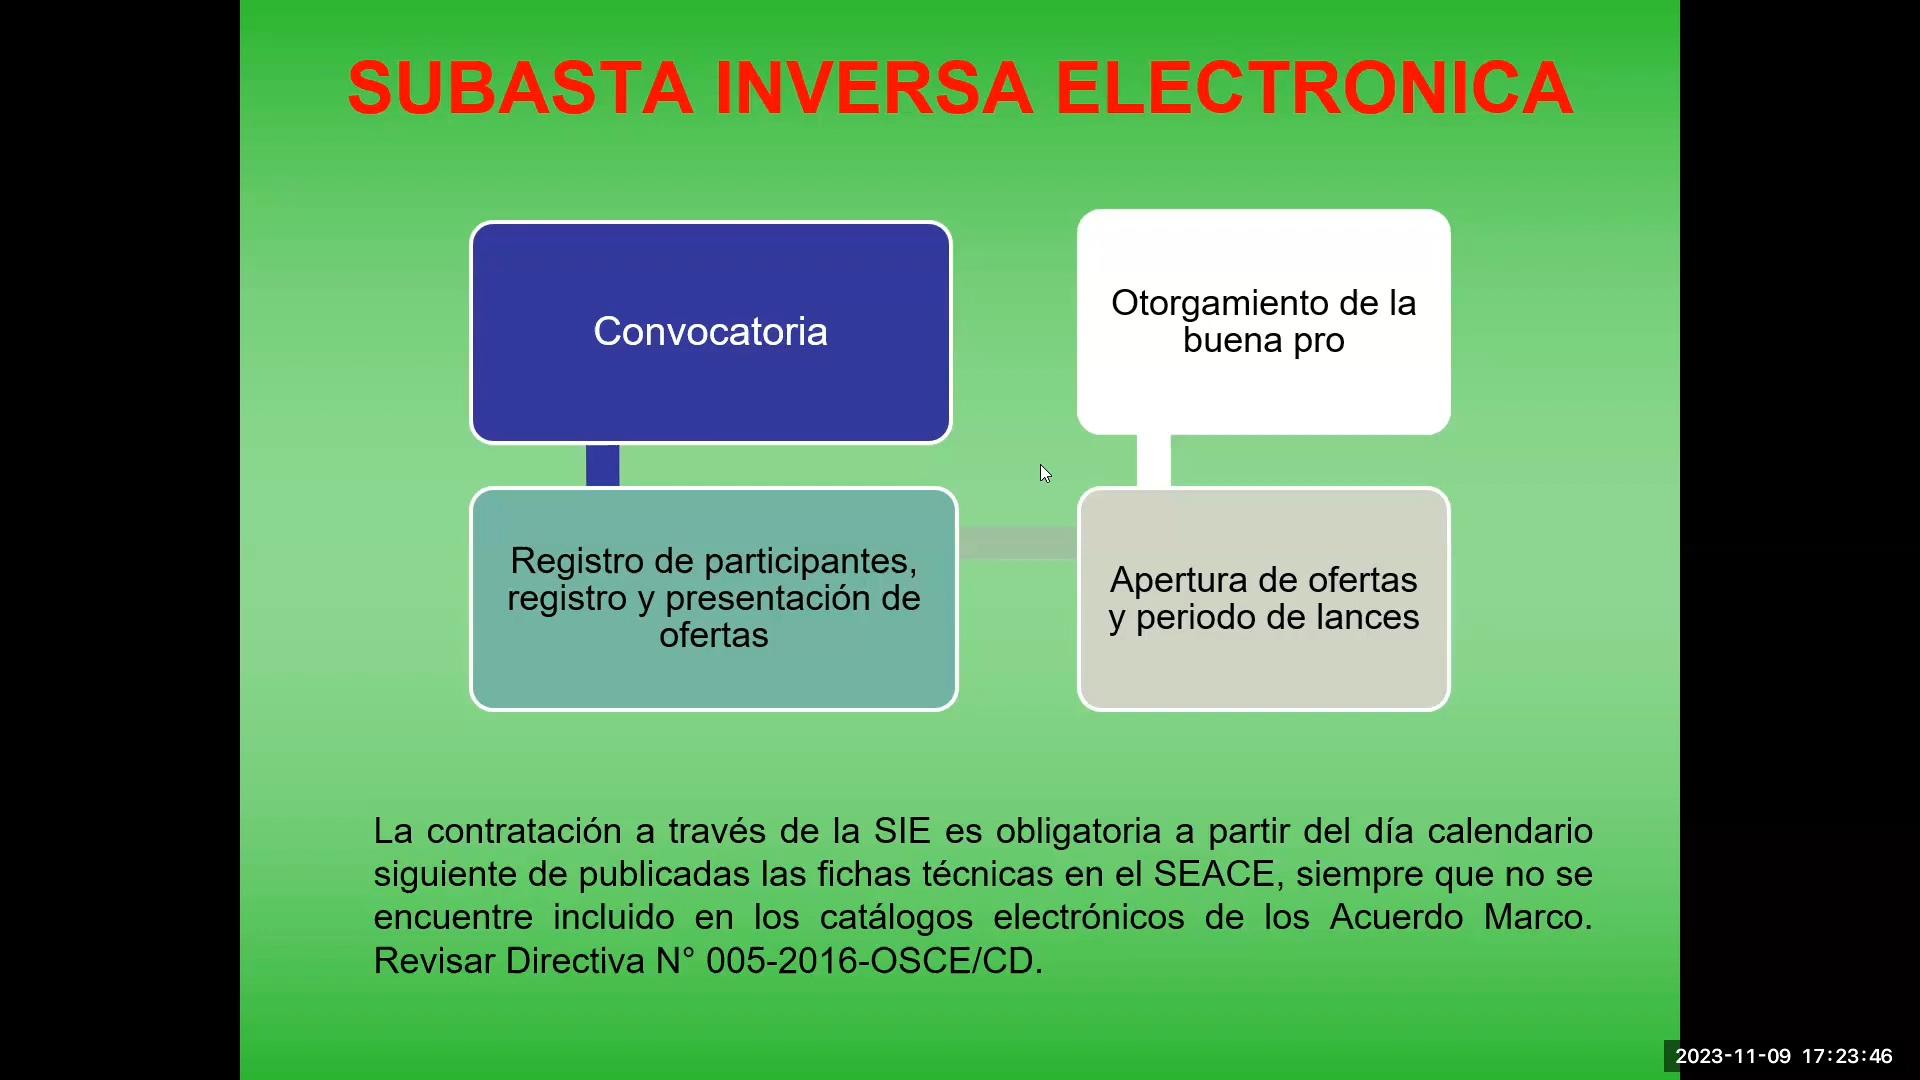 SUBASTA INVERSA ELECTRONICA
Convocatoria
Registro de participantes,
registro y presentación de
ofertas
Apertura de ofertas
y periodo de lances
Otorgamiento de la
buena pro
La contratación a través de la SIE es obligatoria a partir del día calendario
siguiente de publicadas las fichas técnicas en el SEACE, siempre que no se
encuentre incluido en los catálogos electrónicos de los Acuerdo Marco.
Revisar Directiva N° 005-2016-OSCE/CD.
2023-11-09 17:23:46